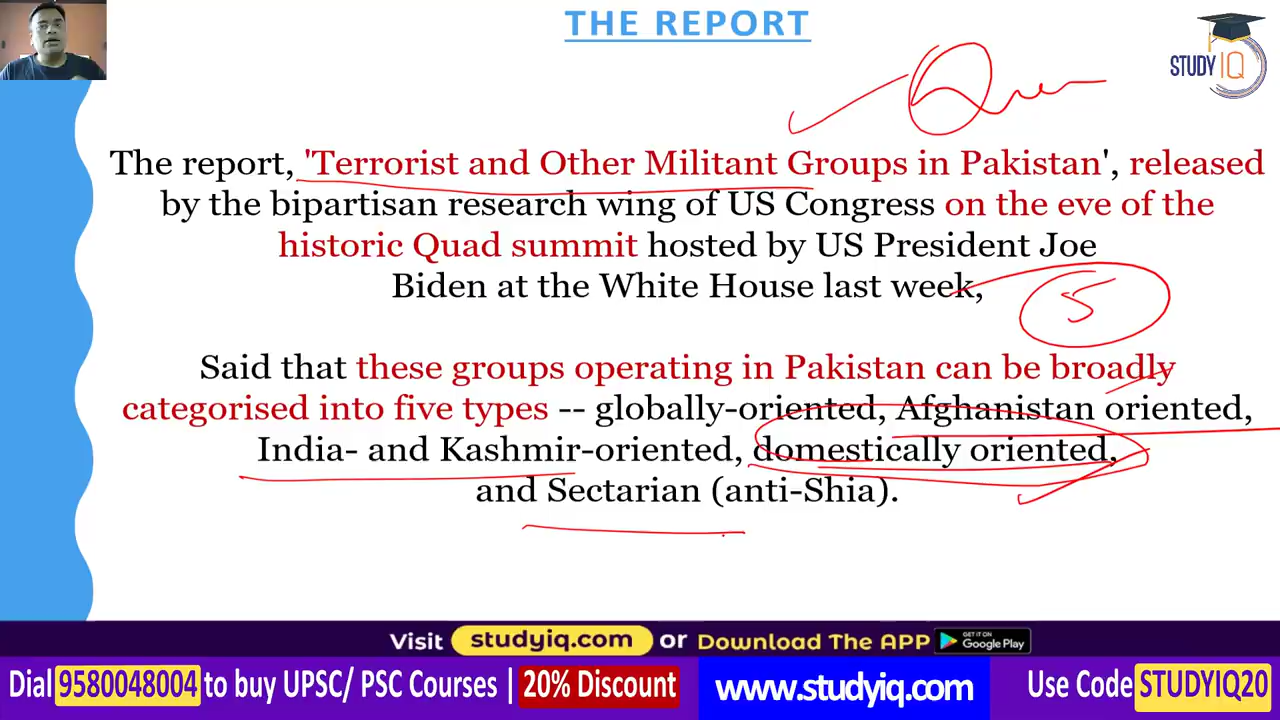 THE REPORT
STUDY IQ
The report, 'Terrorist and Other Militant Groups in Pakistan', released
by the bipartisan research wing of US Congress on the eve of the
historic Quad summit hosted by US President Joe
Biden at the White House last week,
5
Said that these groups operating in Pakistan can be broadly
categorised into five types -- globally-oriented, Afghanistan oriented,
India- and Kashmir-oriented, domestically oriented,
and Sectarian (anti-Shia).
Visit studyiq.com or Download The APP GET IT ON Google Play
Dial 9580048004 to buy UPSC/ PSC Courses | 20% Discount www.studyiq.com Use Code STUDYIQ20